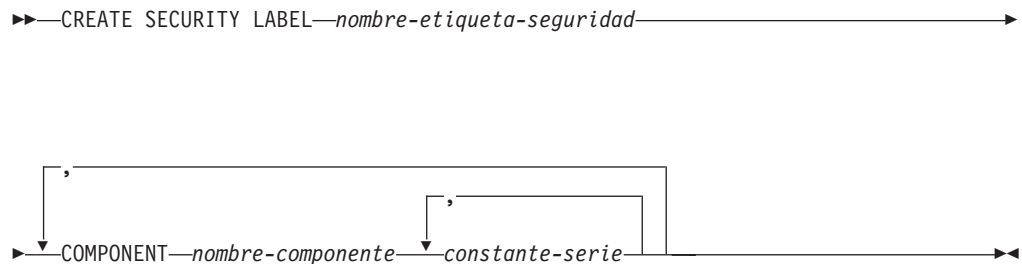 CREATE SECURITY LABEL nombre-etiqueta-seguridad
,
,
COMPONENT nombre-componente constante-serie